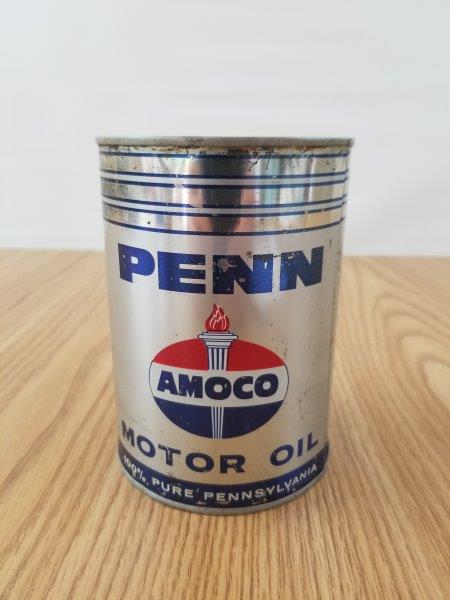 PENN
AMOCO
MOTOR OIL
100% PURE PENNSYLVANIA